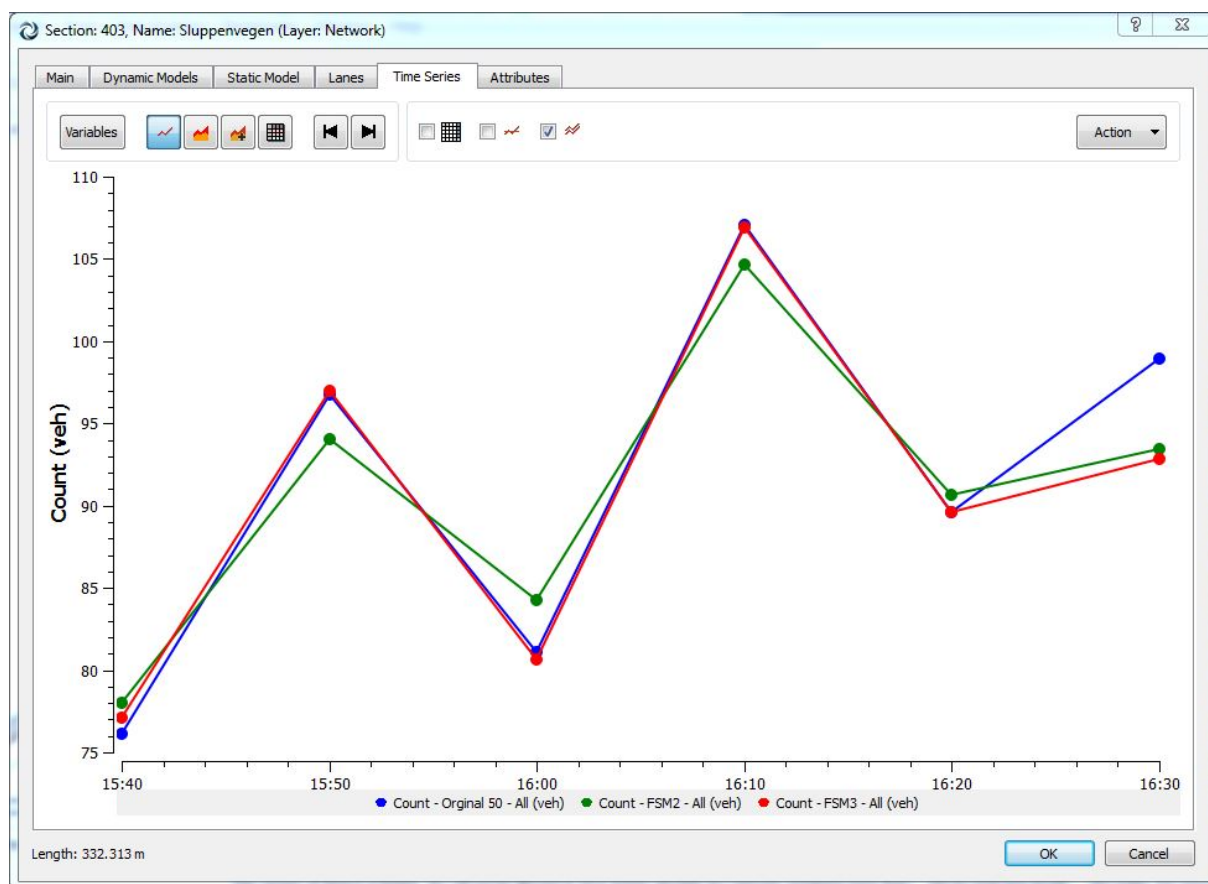 Section: 403, Name: Sluppenvegen (Layer: Network)
Main Dynamic Models Static Model Lanes Time Series Attributes
Variables Action
110
105
100
95
90
85
80
75
Count (veh)
15:40 15:50 16:00 16:10 16:20 16:30
Count - Orginal 50 - All (veh) Count - FSM2 - All (veh) Count - FSM3 - All (veh)
Length: 332.313 m OK Cancel